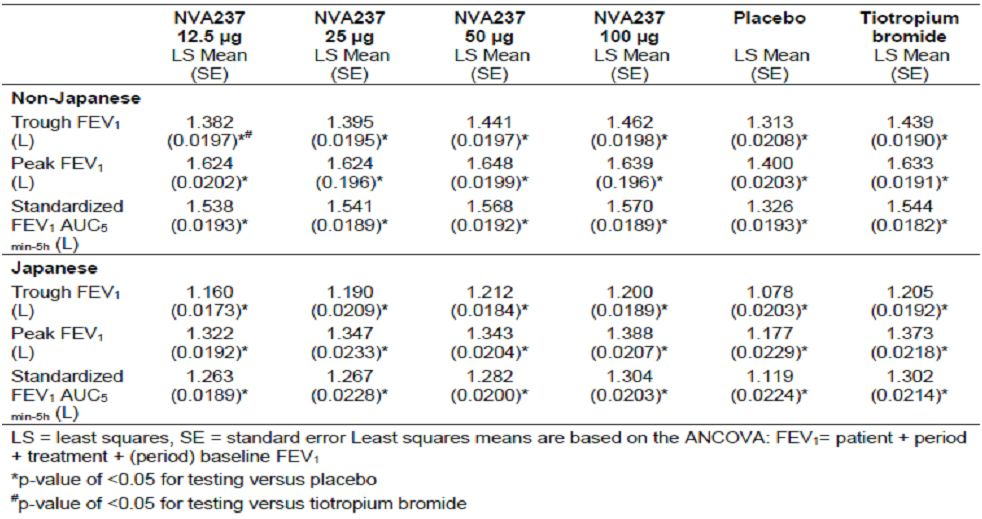 NVA237 NVA237 NVA237 NVA237 Placebo Tiotropium
12.5 µg 25 µg 50 µg 100 µg bromide
LS Mean LS Mean LS Mean LS Mean LS Mean LS Mean
(SE) (SE) (SE) (SE) (SE) (SE)
Non-Japanese
Trough FEV₁ 1.382 1.395 1.441 1.462 1.313 1.439
(L) (0.0197)*# (0.0195)* (0.0197)* (0.0198)* (0.0208)* (0.0190)*
Peak FEV₁ 1.624 1.624 1.648 1.639 1.400 1.633
(L) (0.0202)* (0.196)* (0.0199)* (0.196)* (0.0203)* (0.0191)*
Standardized 1.538 1.541 1.568 1.570 1.326 1.544
FEV₁ AUC₅ (0.0193)* (0.0189)* (0.0192)* (0.0189)* (0.0193)* (0.0182)*
min-5h (L)
Japanese
Trough FEV₁ 1.160 1.190 1.212 1.200 1.078 1.205
(L) (0.0173)* (0.0209)* (0.0184)* (0.0189)* (0.0203)* (0.0192)*
Peak FEV₁ 1.322 1.347 1.343 1.388 1.177 1.373
(L) (0.0192)* (0.0233)* (0.0204)* (0.0207)* (0.0229)* (0.0218)*
Standardized 1.263 1.267 1.282 1.304 1.119 1.302
FEV₁ AUC₅ (0.0189)* (0.0228)* (0.0200)* (0.0203)* (0.0224)* (0.0214)*
min-5h (L)
LS = least squares, SE = standard error Least squares means are based on the ANCOVA: FEV₁= patient + period
+ treatment + (period) baseline FEV₁
*p-value of <0.05 for testing versus placebo
#p-value of <0.05 for testing versus tiotropium bromide